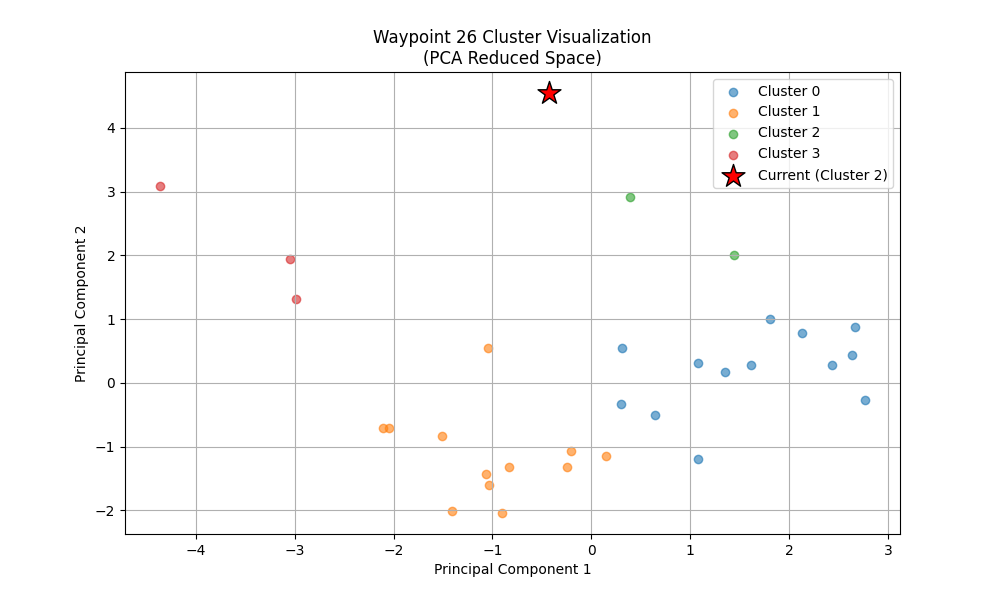 Waypoint 26 Cluster Visualization
(PCA Reduced Space)
Cluster 0
Cluster 1
Cluster 2
Cluster 3
Current (Cluster 2)
Principal Component 2
4
3
2
1
0
−1
−2
−4
−3
−2
−1
0
1
2
3
Principal Component 1